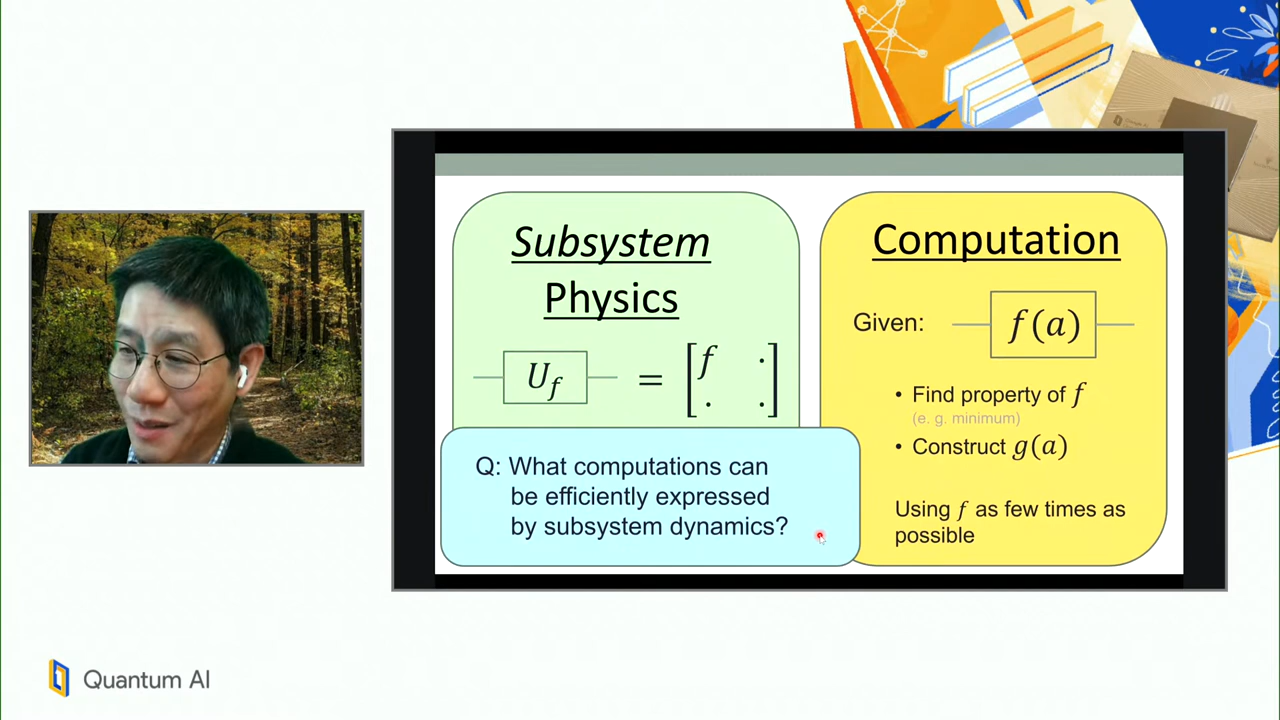 Subsystem
Physics
U_f = [f · · ·]
Q: What computations can
be efficiently expressed
by subsystem dynamics?
Computation
Given: f(a)
• Find property of f
(e. g. minimum)
• Construct g(a)
Using f as few times as
possible
Quantum AI